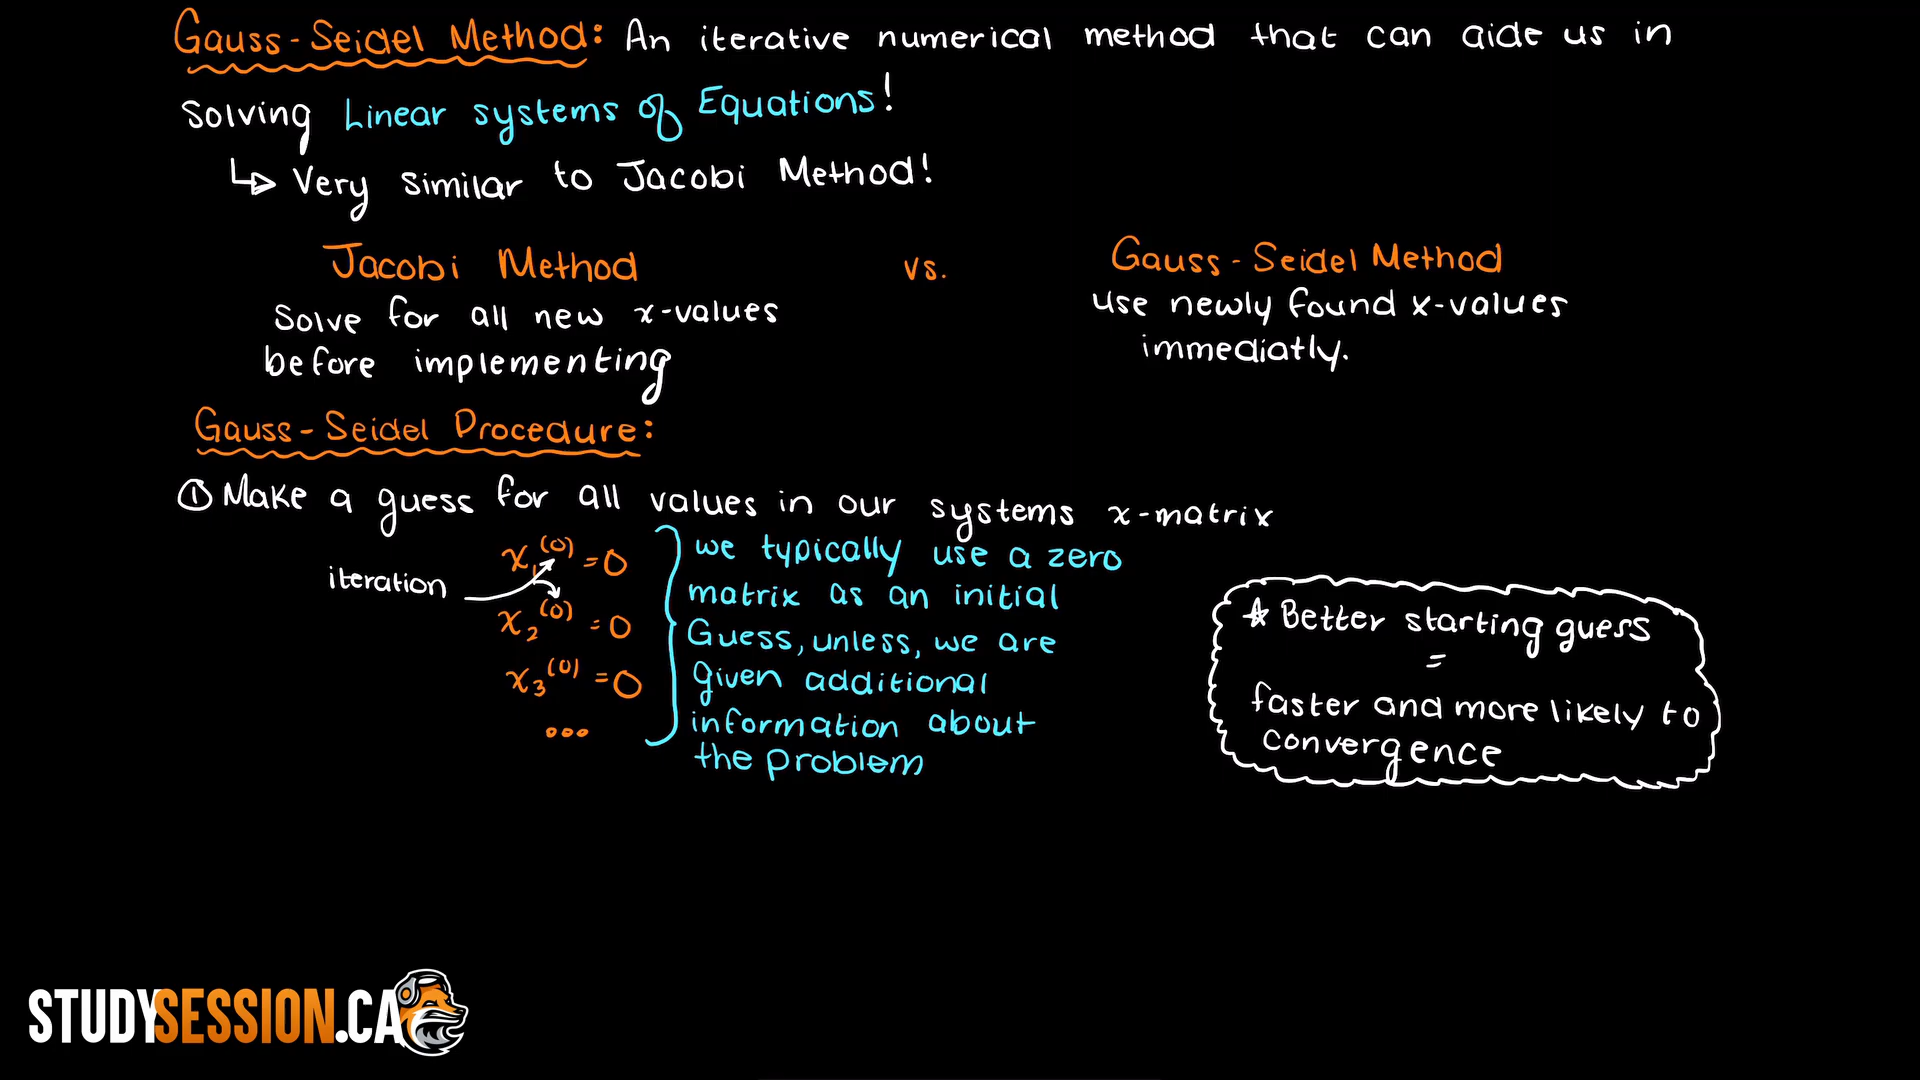 Gauss-Seidel Method: An iterative numerical method that can aide us in
solving Linear systems of Equations!
↳ Very similar to Jacobi Method!
Jacobi Method vs. Gauss-Seidel Method
Solve for all new x-values
before implementing
use newly found x-values
immediatly.
Gauss-Seidel Procedure:
① Make a guess for all values in our systems x-matrix
iteration
x₁⁽⁰⁾ = 0
x₂⁽⁰⁾ = 0
x₃⁽⁰⁾ = 0
...
we typically use a zero
matrix as an initial
Guess, unless, we are
given additional
information about
the problem
* Better starting guess
=
faster and more likely to
convergence
STUDYSESSION.CA